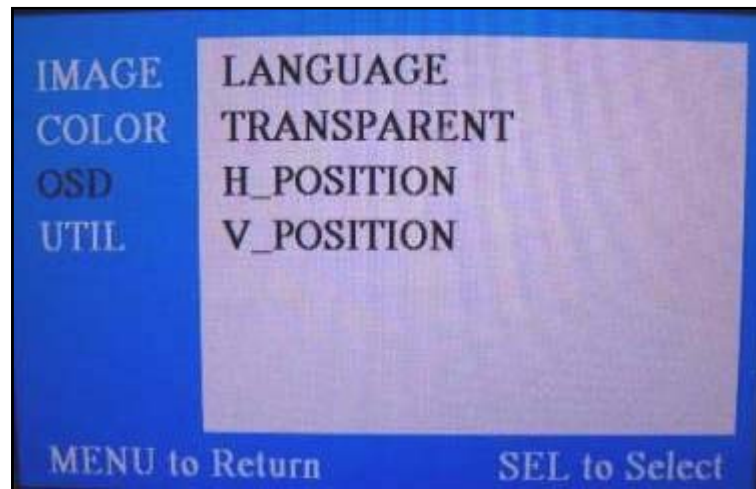 IMAGE LANGUAGE
COLOR TRANSPARENT
OSD H_POSITION
UTIL V_POSITION
MENU to Return SEL to Select